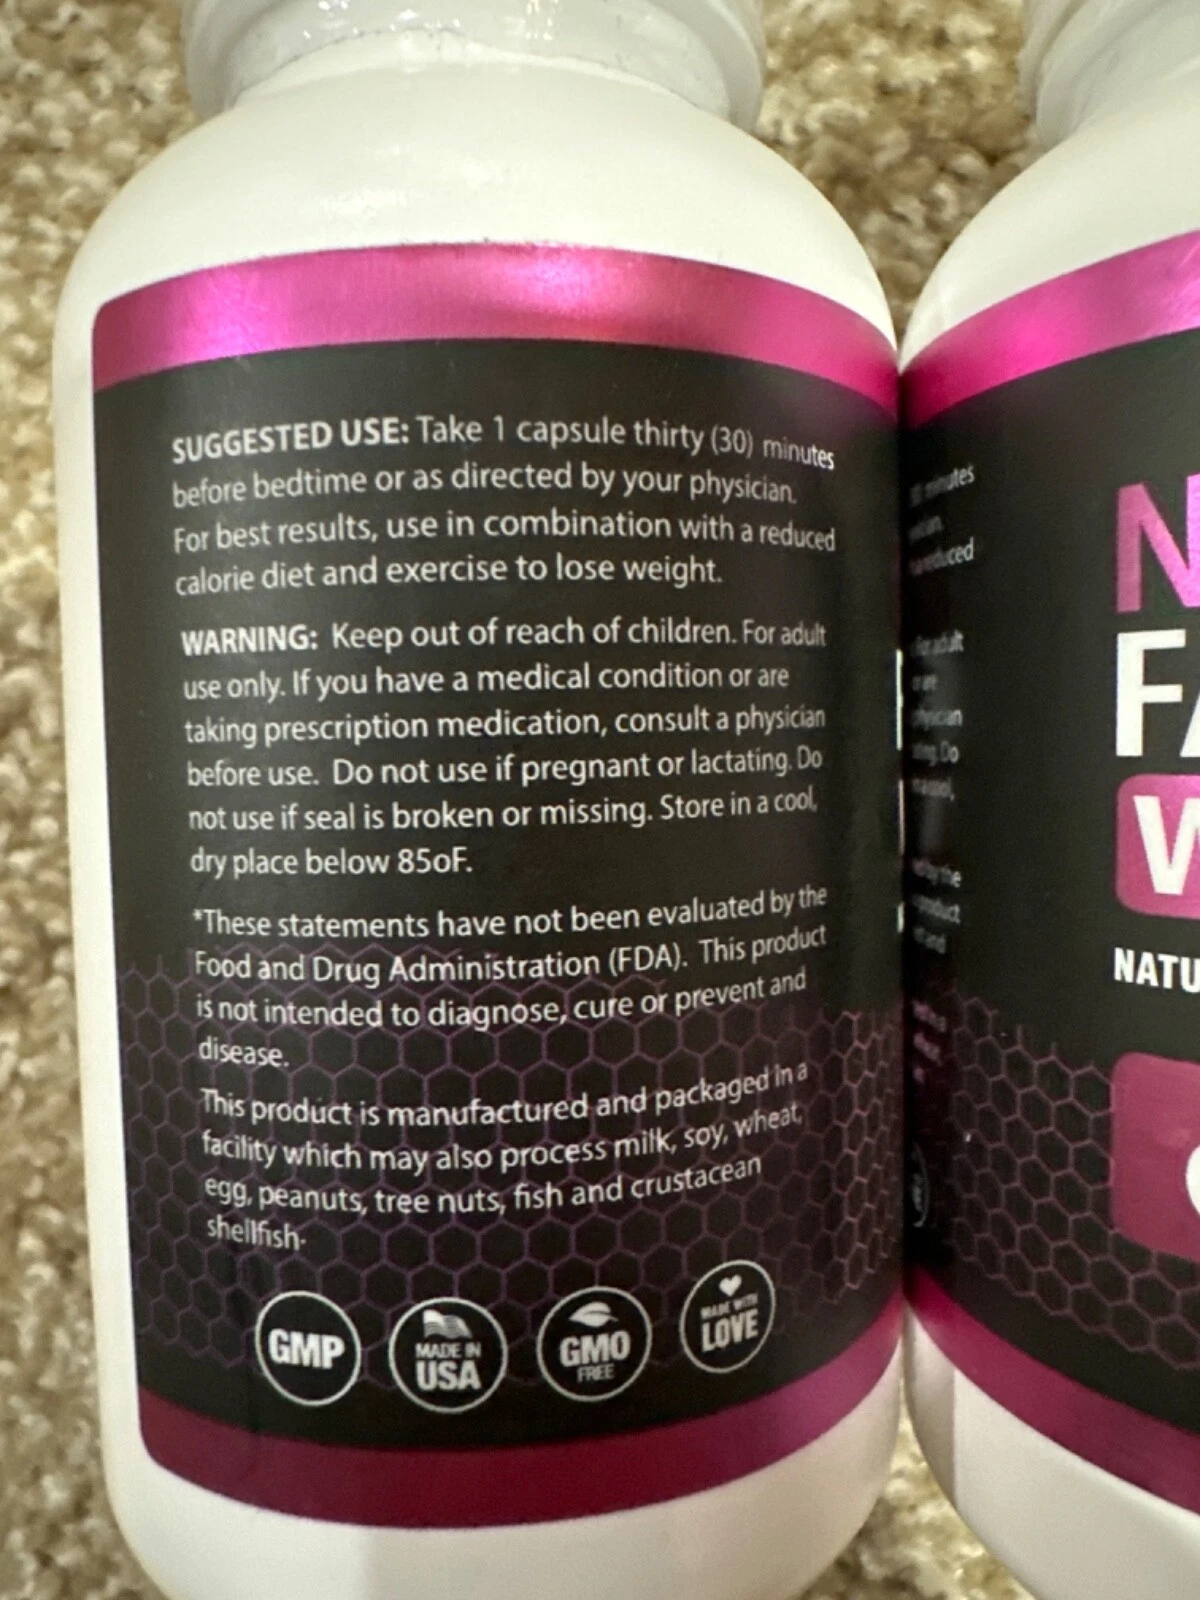 SUGGESTED USE: Take 1 capsule thirty (30) minutes
before bedtime or as directed by your physician.
For best results, use in combination with a reduced
calorie diet and exercise to lose weight.
WARNING: Keep out of reach of children. For adult
use only. If you have a medical condition or are
taking prescription medication, consult a physician
before use. Do not use if pregnant or lactating. Do
not use if seal is broken or missing. Store in a cool,
dry place below 85oF.
*These statements have not been evaluated by the
Food and Drug Administration (FDA). This product
is not intended to diagnose, cure or prevent and
disease.
This product is manufactured and packaged in a
facility which may also process milk, soy, wheat,
egg, peanuts, tree nuts, fish and crustacean
shellfish.
GMP
MADE IN
USA
GMO
FREE
MADE WITH
LOVE
minutes
reduced
N
FA
W
NATU